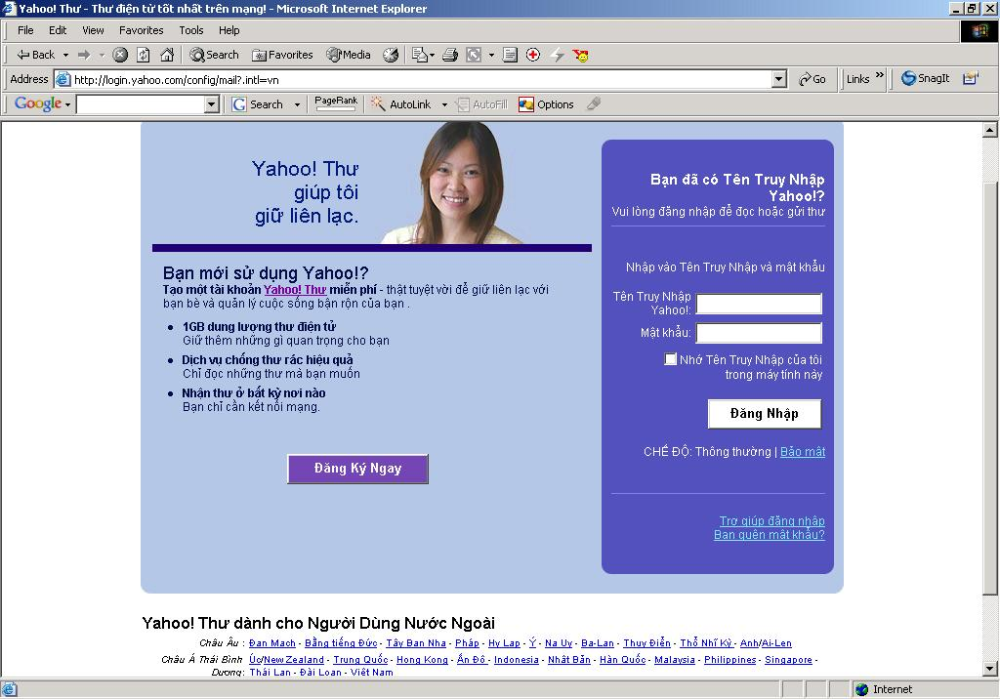 Yahoo! Thư - Thư điện tử tốt nhất trên mạng! - Microsoft Internet Explorer
File Edit View Favorites Tools Help
Back Search Favorites Media
Address http://login.yahoo.com/config/mail?.intl=vn Go Links » SnagIt
Google Search PageRank AutoLink AutoFill Options
Yahoo! Thư
giúp tôi
giữ liên lạc.
Bạn mới sử dụng Yahoo!?
Tạo một tài khoản Yahoo! Thư miễn phí - thật tuyệt vời để giữ liên lạc với
bạn bè và quản lý cuộc sống bận rộn của bạn .
• 1GB dung lượng thư điện tử
Giữ thêm những gì quan trọng cho bạn
• Dịch vụ chống thư rác hiệu quả
Chỉ đọc những thư mà bạn muốn
• Nhận thư ở bất kỳ nơi nào
Bạn chỉ cần kết nối mạng.
Đăng Ký Ngay
Bạn đã có Tên Truy Nhập
Yahoo!?
Vui lòng đăng nhập để đọc hoặc gửi thư
Nhập vào Tên Truy Nhập và mật khẩu
Tên Truy Nhập
Yahoo!:
Mật khẩu:
Nhớ Tên Truy Nhập của tôi
trong máy tính này
Đăng Nhập
CHẾ ĐỘ: Thông thường | Bảo mật
Trợ giúp đăng nhập
Bạn quên mật khẩu?
Yahoo! Thư dành cho Người Dùng Nước Ngoài
Châu Âu : Đan Mạch - Bằng tiếng Đức - Tây Ban Nha - Pháp - Hy Lạp - Ý - Na Uy - Ba-Lan - Thụy Điển - Thổ Nhĩ Kỳ - Anh/Ai-Len
Châu Á Thái Bình Úc/New Zealand - Trung Quốc - Hong Kong - Ấn Độ - Indonesia - Nhật Bản - Hàn Quốc - Malaysia - Philippines - Singapore -
Dương: Thái Lan - Đài Loan - Việt Nam
Internet